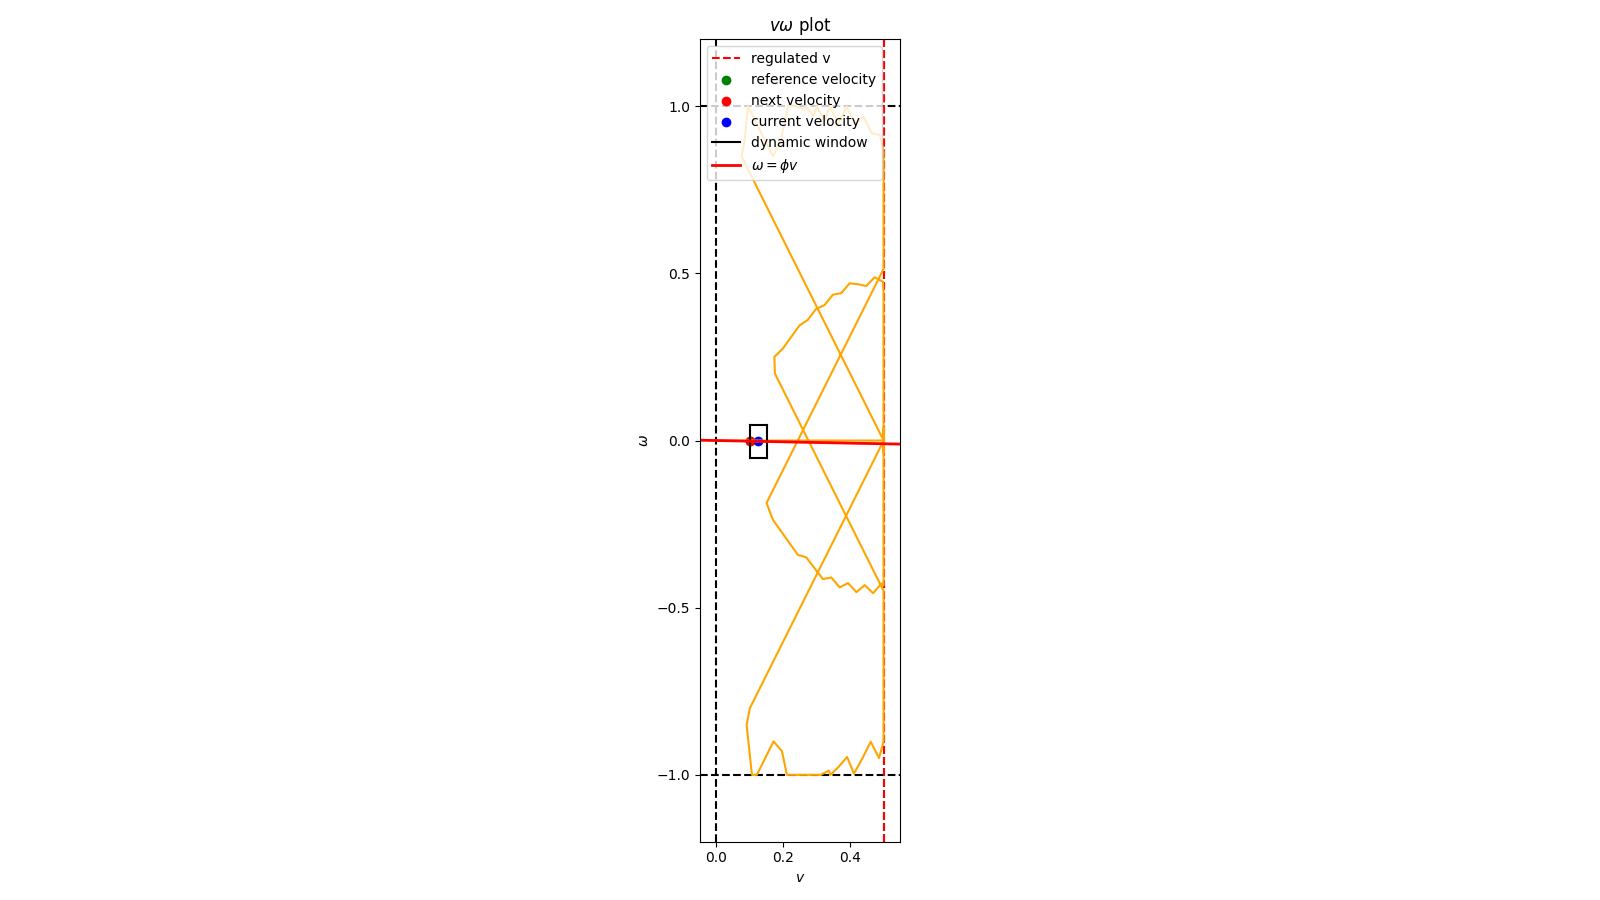 vω plot
regulated v
reference velocity
next velocity
current velocity
dynamic window
ω = ϕv
1.0
0.5
0.0
−0.5
−1.0
ω
0.0 0.2 0.4
v